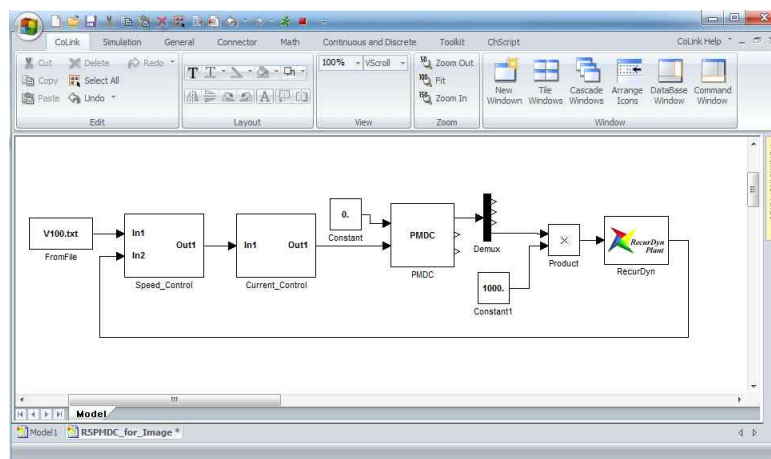 CoLink Simulation General Connector Math Continuous and Discrete Toolkit ChScript CoLink Help
Cut Delete Redo
Copy Select All
Paste Undo
Edit
T T
A
Layout
100% VScroll
View
50 Zoom Out
100 Fit
150 Zoom In
Zoom
New Window
Tile Windows
Cascade Windows
Arrange Icons
DataBase Window
Command Window
Window
V100.txt
FromFile
In1
In2
Out1
Speed_Control
In1 Out1
Current_Control
0.
Constant
PMDC
PMDC
Demux
1000.
Constant1
×
Product
RecurDyn Plant
RecurDyn
Model
Model1 RSPMDC_for_Image *